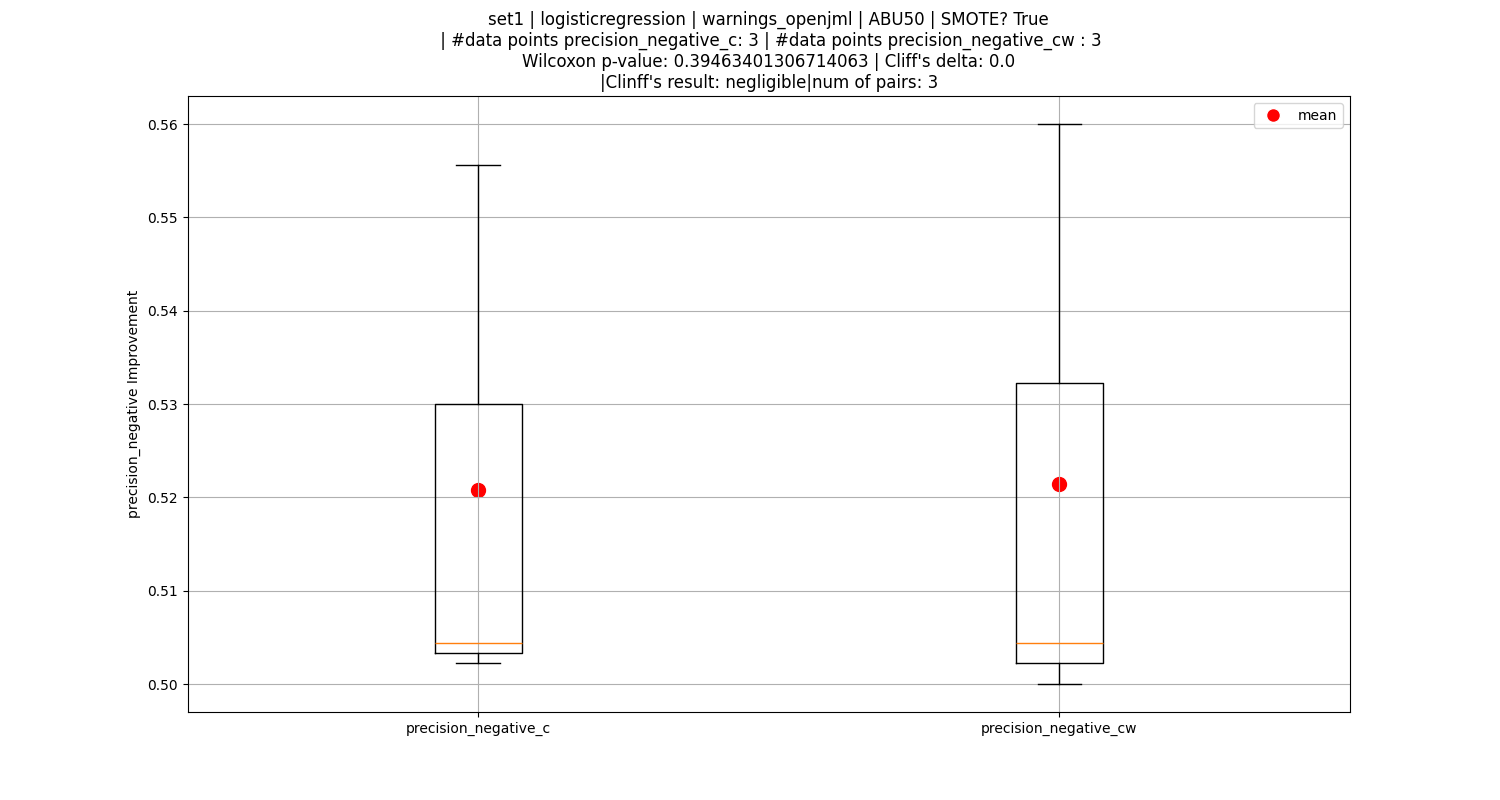 set1 | logisticregression | warnings_openjml | ABU50 | SMOTE? True
| #data points precision_negative_c: 3 | #data points precision_negative_cw : 3
Wilcoxon p-value: 0.39463401306714063 | Cliff's delta: 0.0
|Clinff's result: negligible|num of pairs: 3
mean
precision_negative Improvement
0.56
0.55
0.54
0.53
0.52
0.51
0.50
precision_negative_c
precision_negative_cw